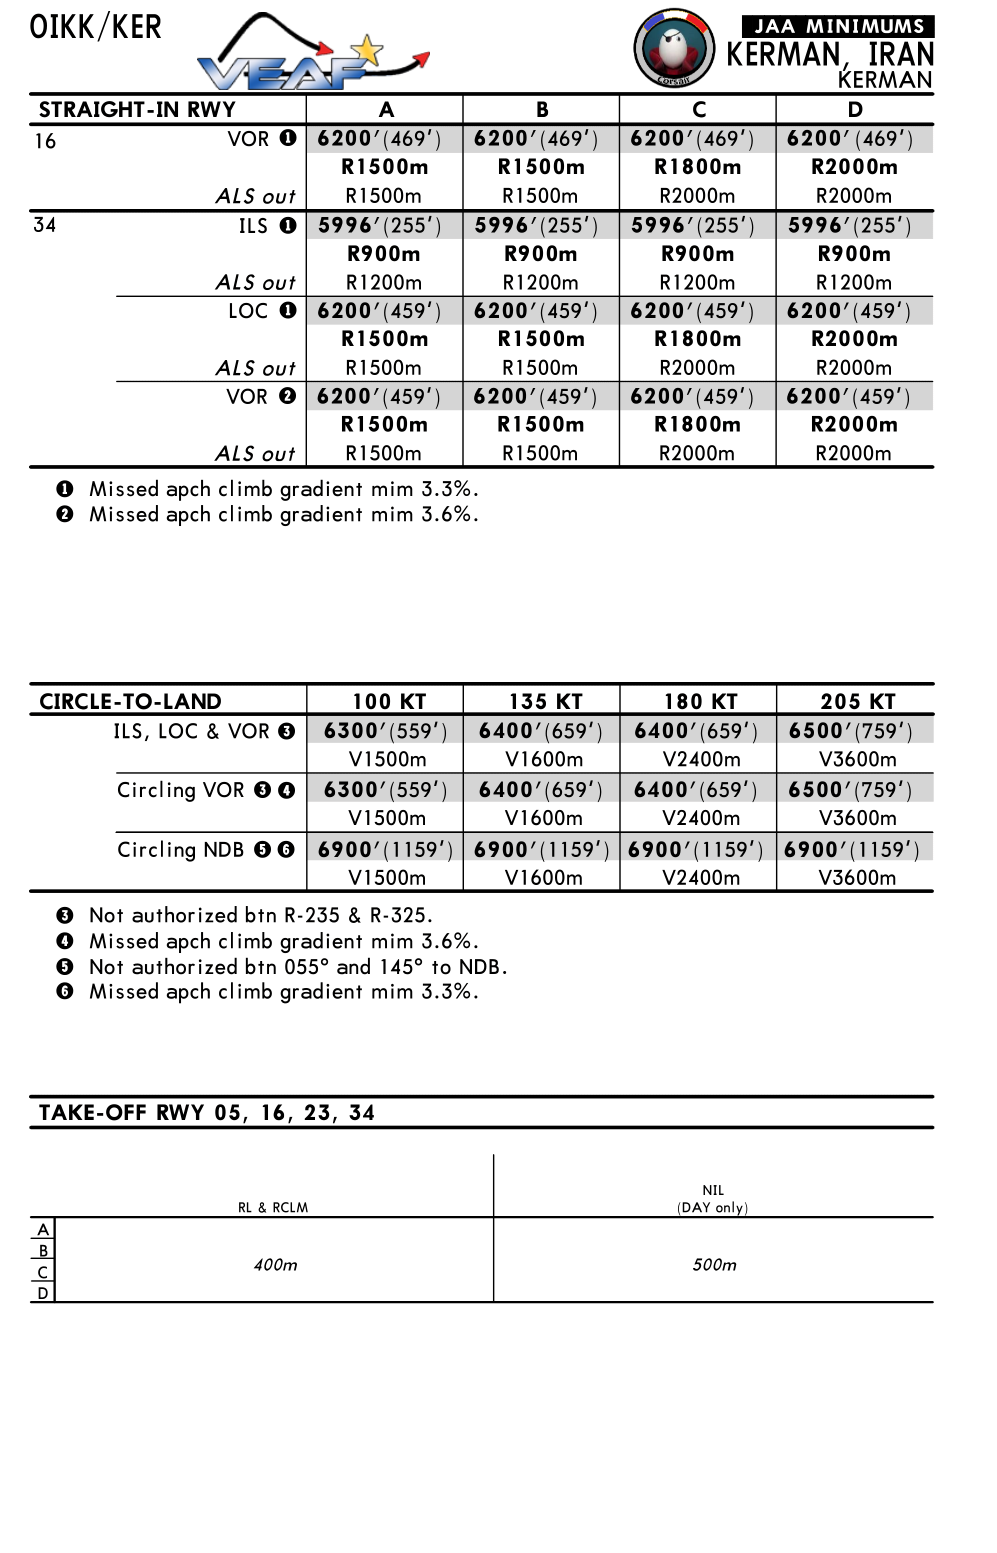 OIKK/KER
VEAF
Corsair
JAA MINIMUMS
KERMAN, IRAN
KERMAN
STRAIGHT-IN RWY A B C D
16 VOR ❶ 6200′(469′) 6200′(469′) 6200′(469′) 6200′(469′)
R1500m R1500m R1800m R2000m
ALS out R1500m R1500m R2000m R2000m
34 ILS ❶ 5996′(255′) 5996′(255′) 5996′(255′) 5996′(255′)
R900m R900m R900m R900m
ALS out R1200m R1200m R1200m R1200m
LOC ❶ 6200′(459′) 6200′(459′) 6200′(459′) 6200′(459′)
R1500m R1500m R1800m R2000m
ALS out R1500m R1500m R2000m R2000m
VOR ❷ 6200′(459′) 6200′(459′) 6200′(459′) 6200′(459′)
R1500m R1500m R1800m R2000m
ALS out R1500m R1500m R2000m R2000m
❶ Missed apch climb gradient mim 3.3%.
❷ Missed apch climb gradient mim 3.6%.
CIRCLE-TO-LAND 100 KT 135 KT 180 KT 205 KT
ILS, LOC & VOR ❸ 6300′(559′) 6400′(659′) 6400′(659′) 6500′(759′)
V1500m V1600m V2400m V3600m
Circling VOR ❸ ❹ 6300′(559′) 6400′(659′) 6400′(659′) 6500′(759′)
V1500m V1600m V2400m V3600m
Circling NDB ❺ ❻ 6900′(1159′) 6900′(1159′) 6900′(1159′) 6900′(1159′)
V1500m V1600m V2400m V3600m
❸ Not authorized btn R-235 & R-325.
❹ Missed apch climb gradient mim 3.6%.
❺ Not authorized btn 055° and 145° to NDB.
❻ Missed apch climb gradient mim 3.3%.
TAKE-OFF RWY 05, 16, 23, 34
NIL
RL & RCLM (DAY only)
A
B
C
D
400m 500m